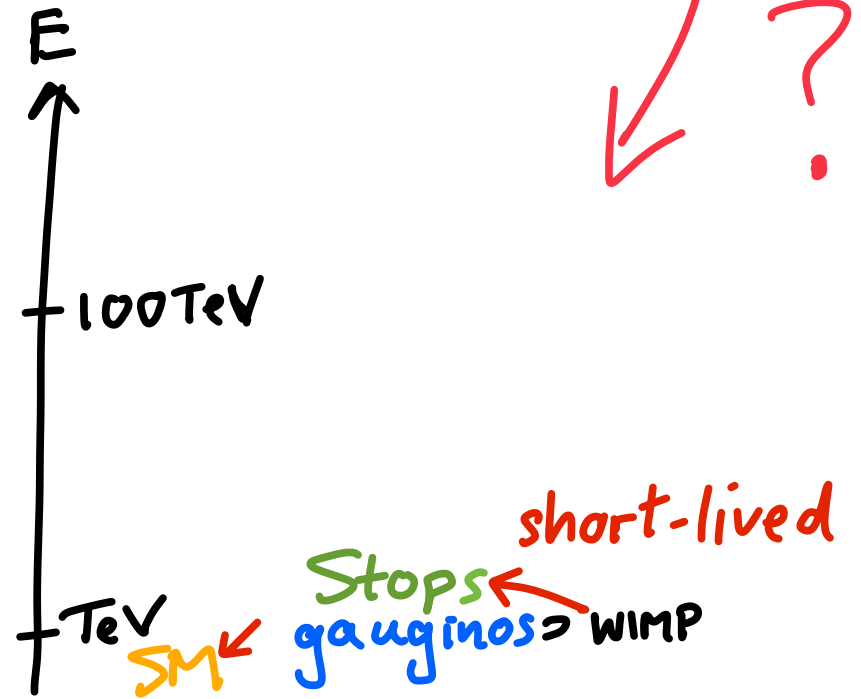 E
?
100TeV
short-lived
Stops
TeV
gauginos ⊃ WIMP
SM